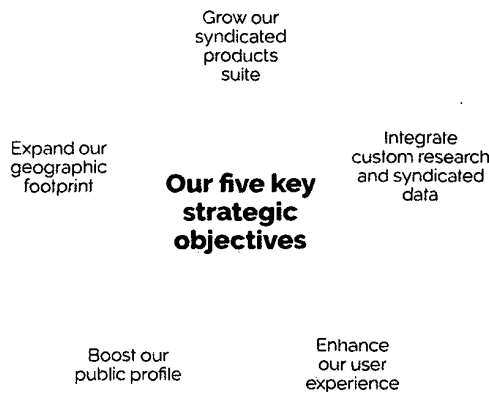 Grow our
syndicated
products
suite
Integrate
custom research
and syndicated
data
Enhance
our user
experience
Boost our
public profile
Expand our
geographic
footprint
Our five key
strategic
objectives